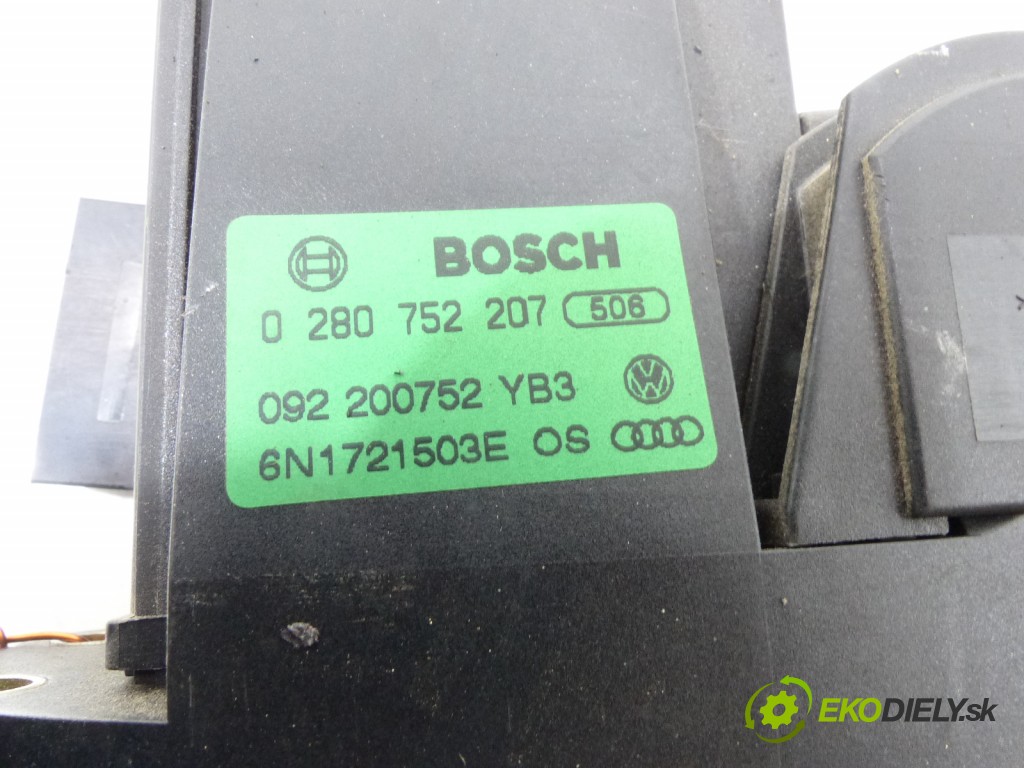 BOSCH
0 280 752 207 506
092 200752 YB3
6N1721503E OS
EKODIELY.sk